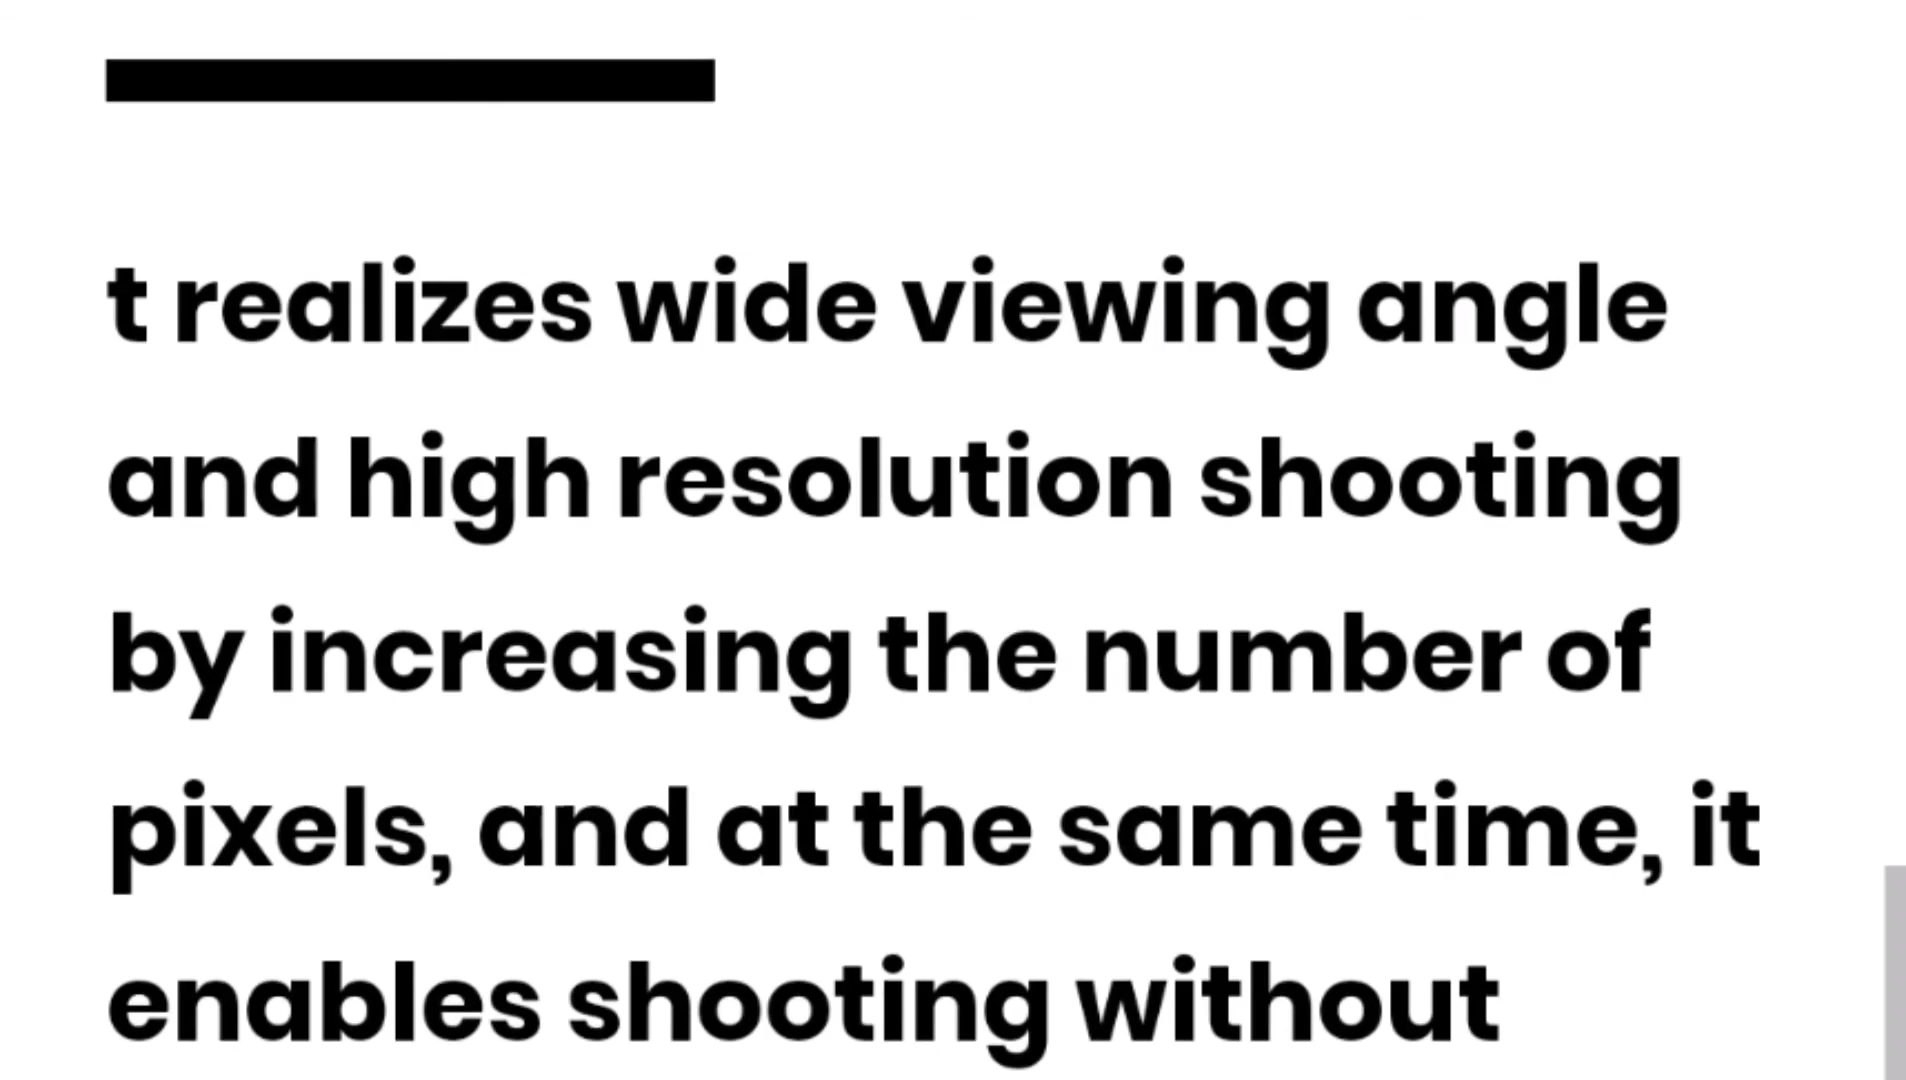 t realizes wide viewing angle
and high resolution shooting
by increasing the number of
pixels, and at the same time, it
enables shooting without